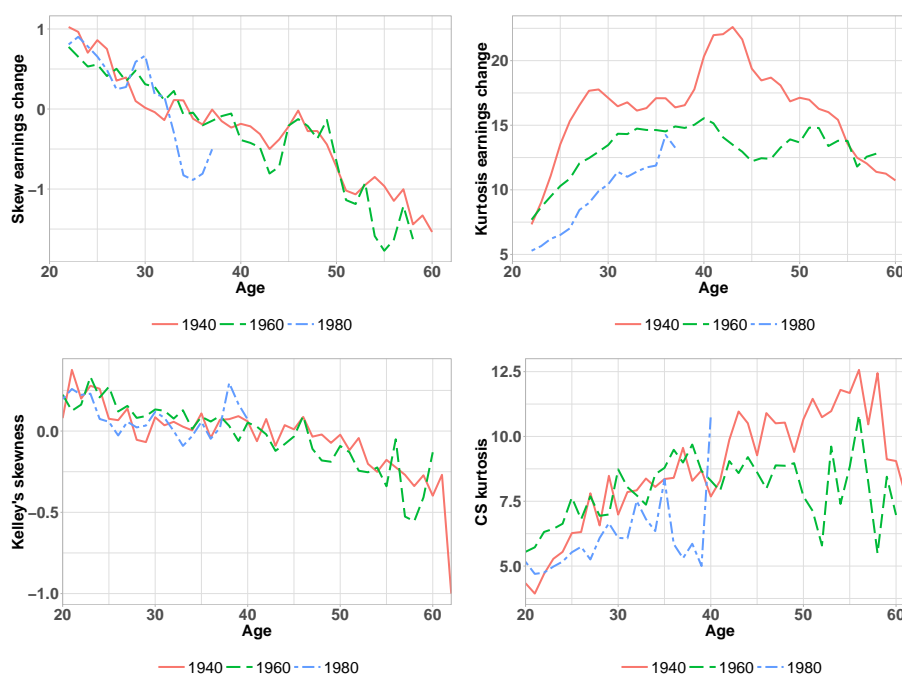 Skew earnings change
1
0
−1
20 30 40 50 60
Age
1940 1960 1980
Kurtosis earnings change
20
15
10
5
20 30 40 50 60
Age
1940 1960 1980
Kelley's skewness
0.0
−0.5
−1.0
20 30 40 50 60
Age
1940 1960 1980
CS kurtosis
12.5
10.0
7.5
5.0
20 30 40 50 60
Age
1940 1960 1980